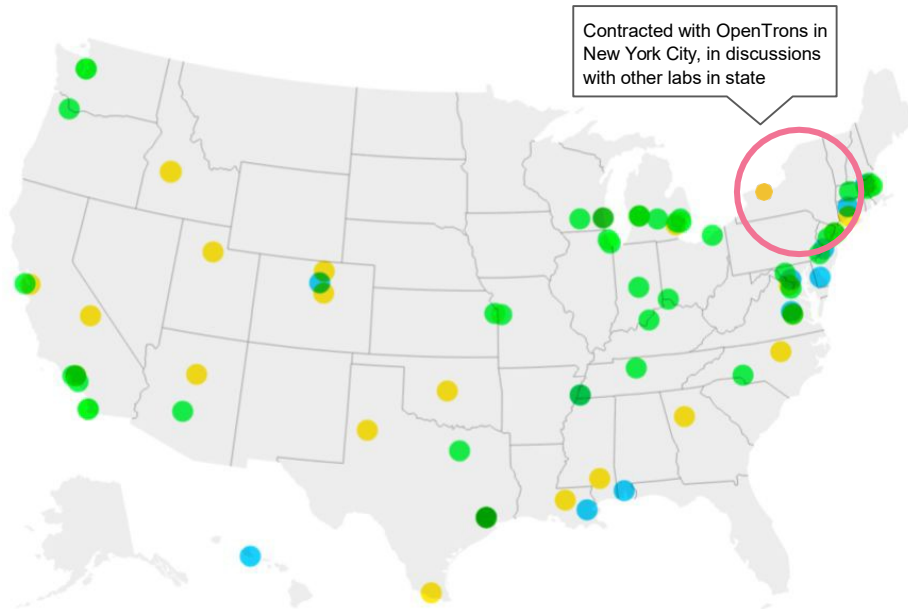 Contracted with OpenTrons in
New York City, in discussions
with other labs in state